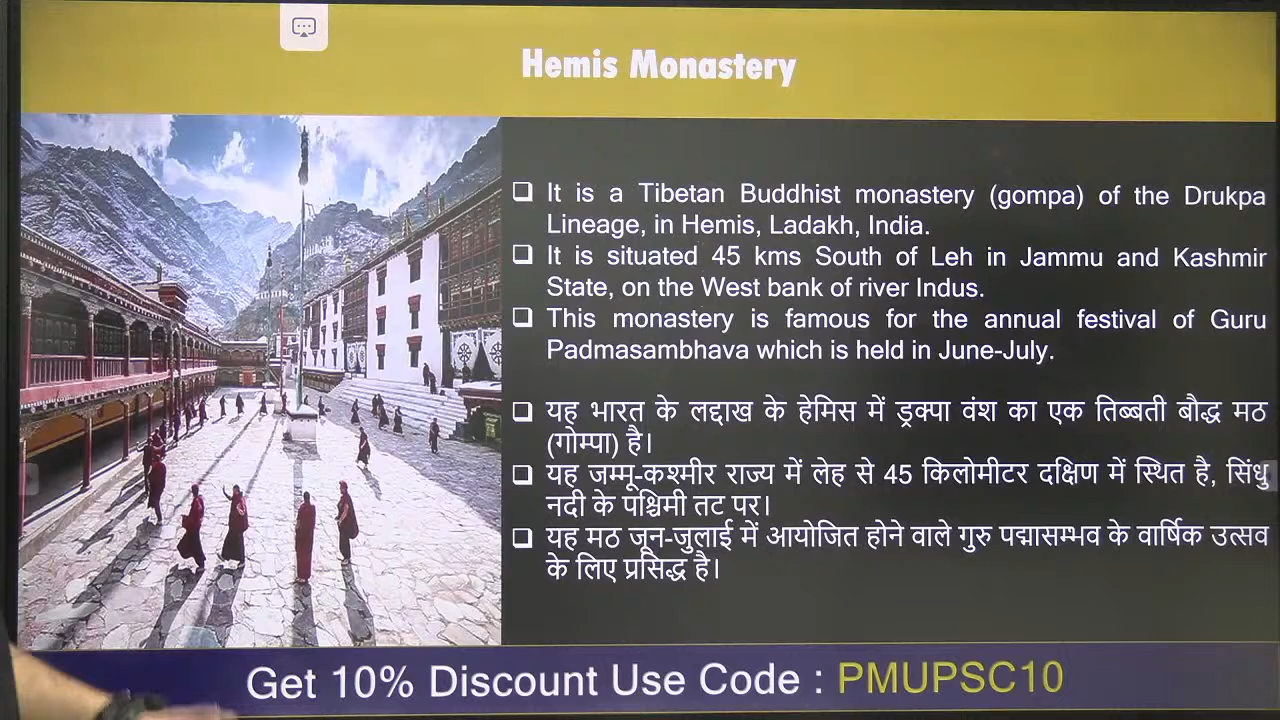 Hemis Monastery
❑ It is a Tibetan Buddhist monastery (gompa) of the Drukpa
Lineage, in Hemis, Ladakh, India.
❑ It is situated 45 kms South of Leh in Jammu and Kashmir
State, on the West bank of river Indus.
❑ This monastery is famous for the annual festival of Guru
Padmasambhava which is held in June-July.
❑ यह भारत के लद्दाख के हेमिस में ड्रक्पा वंश का एक तिब्बती बौद्ध मठ
(गोम्पा) है।
❑ यह जम्मू-कश्मीर राज्य में लेह से 45 किलोमीटर दक्षिण में स्थित है, सिंधु
नदी के पश्चिमी तट पर।
❑ यह मठ जून-जुलाई में आयोजित होने वाले गुरु पद्मासम्भव के वार्षिक उत्सव
के लिए प्रसिद्ध है।
Get 10% Discount Use Code : PMUPSC10